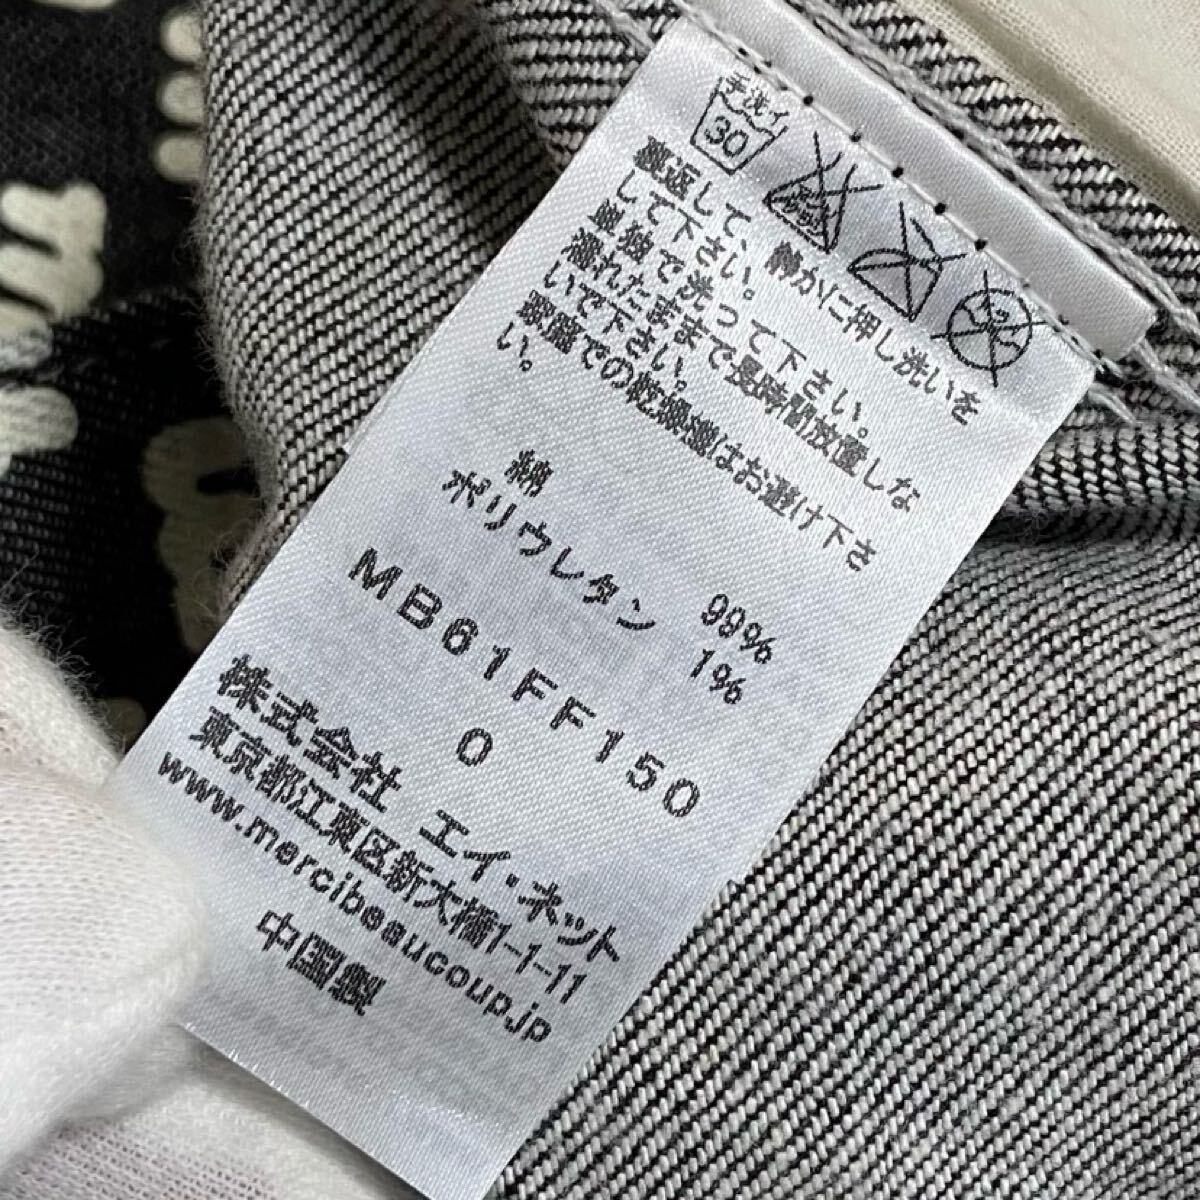 手洗イ
30
裏返して、静かに押し洗いを
して下さい。
単独で洗って下さい。
濡れたままで長時間放置しな
いで下さい。
家庭での乾燥機はお避け下さ
い。
綿 99%
ポリウレタン 1%
MB61FF150
0
株式会社 エイ・ネット
東京都江東区新大橋1-1-11
www.mercibeaucoup.jp
中国製